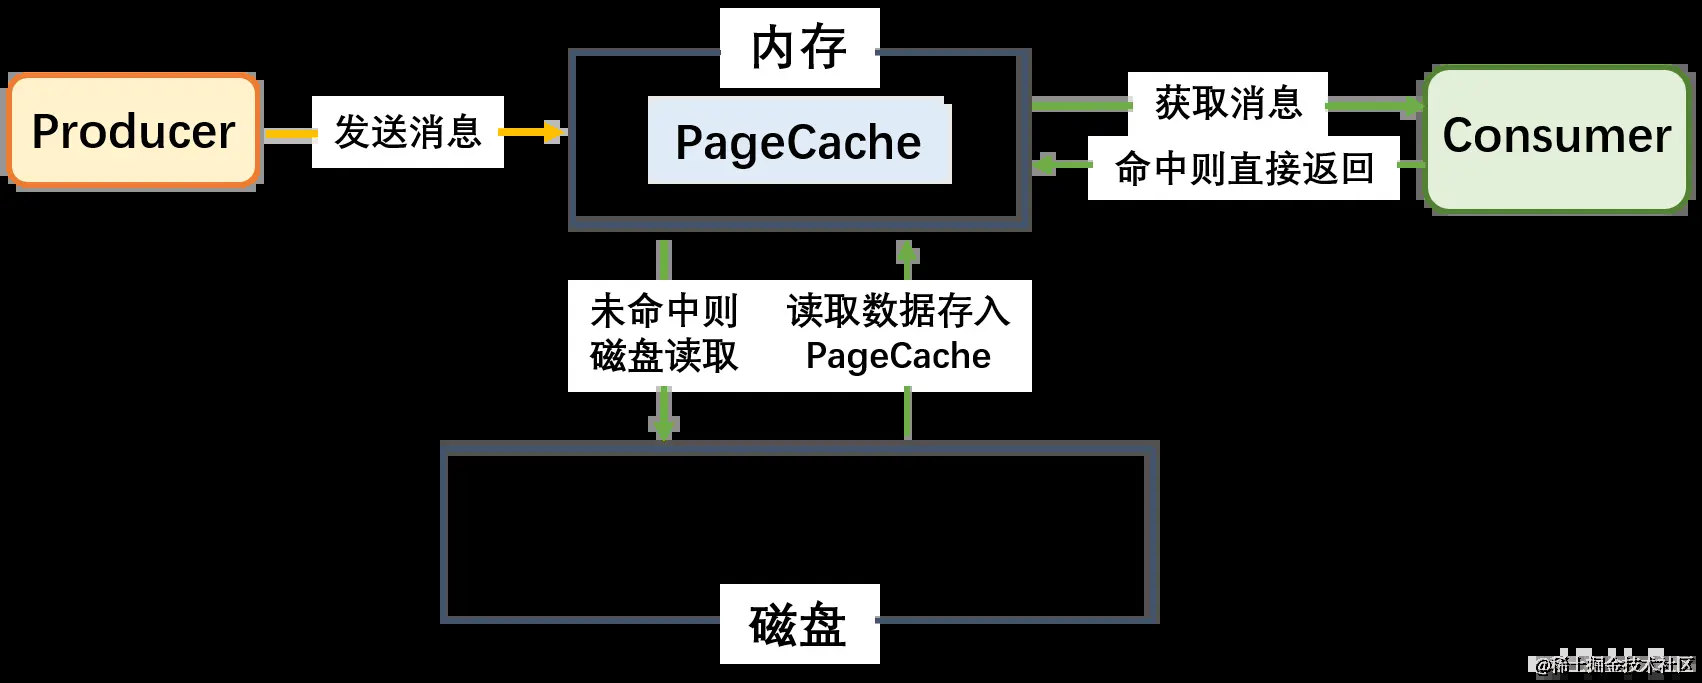 内存
Producer
发送消息
PageCache
获取消息
命中则直接返回
Consumer
未命中则
磁盘读取
读取数据存入
PageCache
磁盘
@稀土掘金技术社区